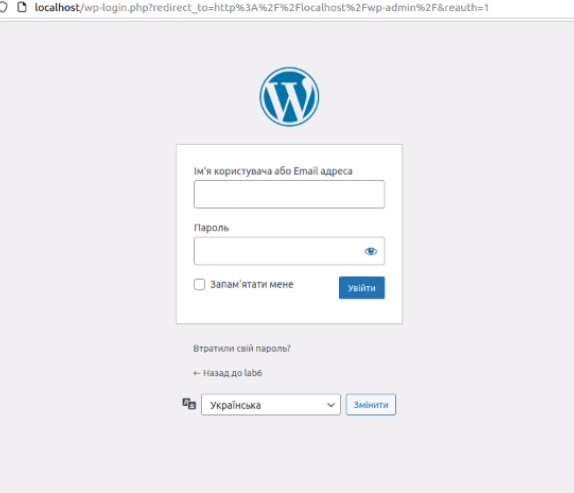 localhost/wp-login.php?redirect_to=http%3A%2F%2Flocalhost%2Fwp-admin%2F&reauth=1
Ім'я користувача або Email адреса
Пароль
Запам'ятати мене
Увійти
Втратили свій пароль?
← Назад до lab6
Українська
Змінити